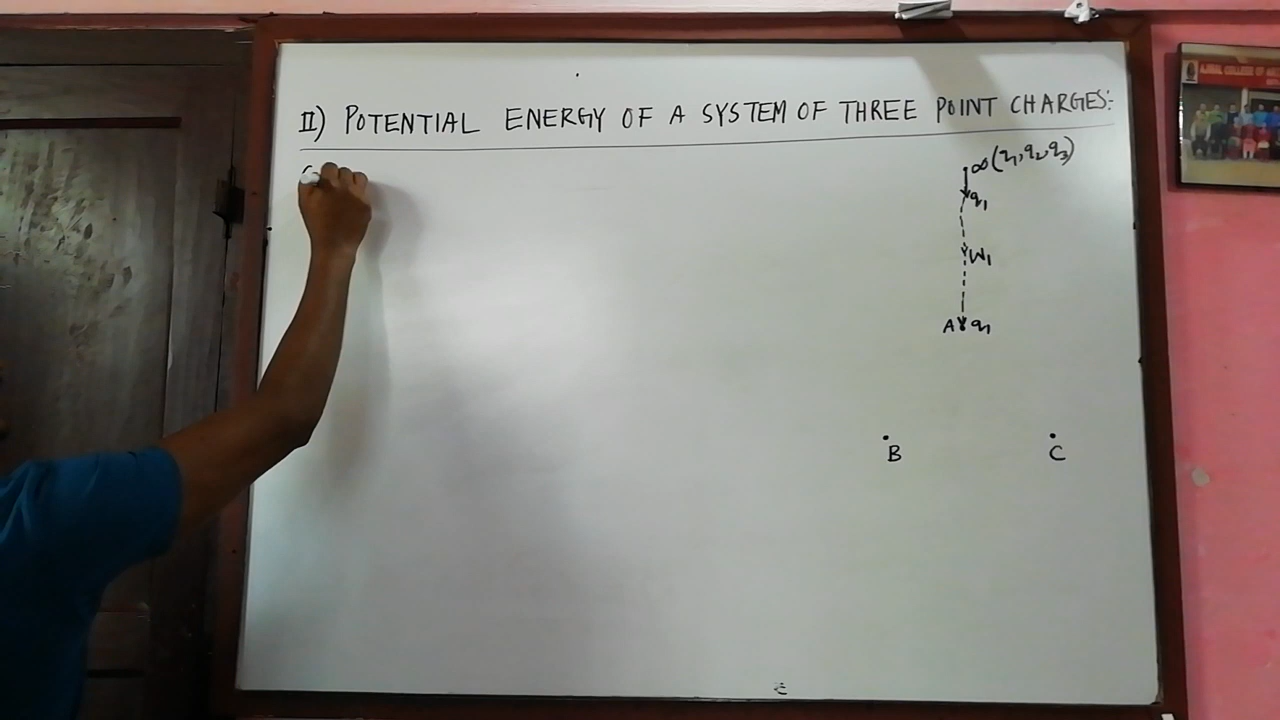 II) POTENTIAL ENERGY OF A SYSTEM OF THREE POINT CHARGES:
∞(q₁,q₂,q₃)
q₁
W₁
A q₁
B
C